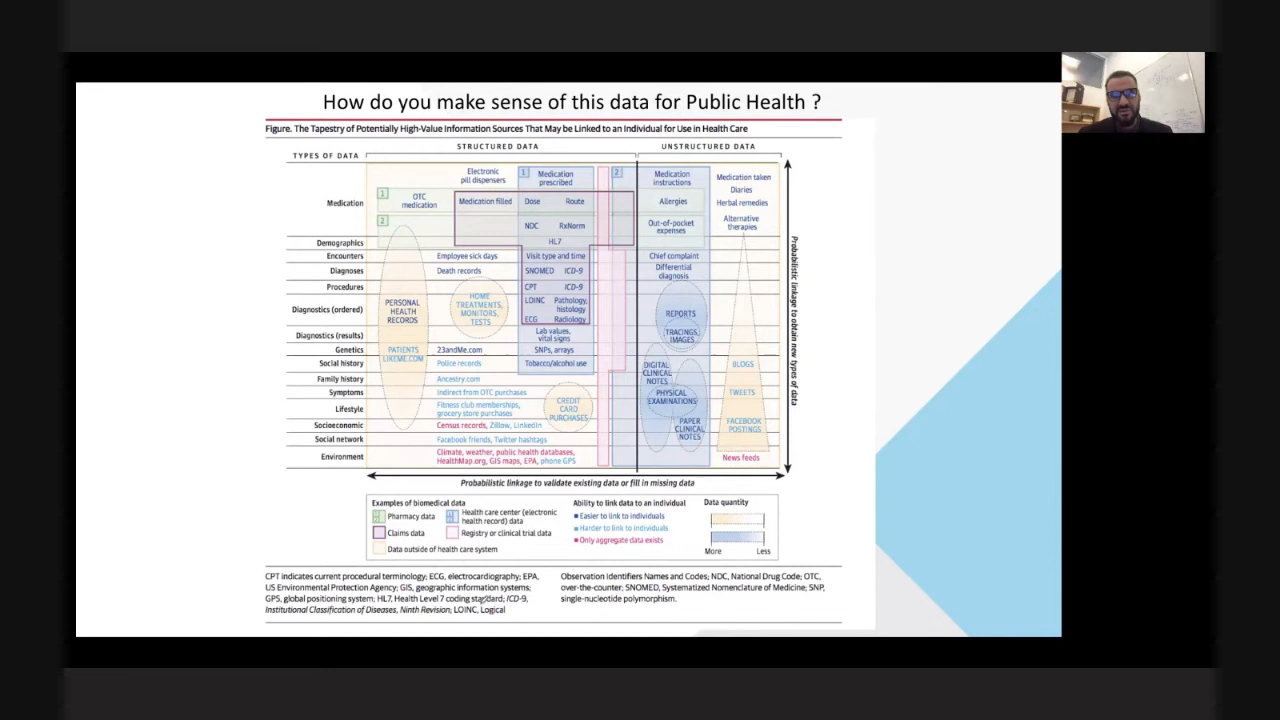 How do you make sense of this data for Public Health ?
Figure. The Tapestry of Potentially High-Value Information Sources That May be Linked to an Individual for Use in Health Care
STRUCTURED DATA
UNSTRUCTURED DATA
TYPES OF DATA
Medication
Demographics
Encounters
Diagnoses
Procedures
Diagnostics (ordered)
Diagnostics (results)
Genetics
Social history
Family history
Symptoms
Lifestyle
Socioeconomic
Social network
Environment
1
OTC
medication
2
PERSONAL
HEALTH
RECORDS
PATIENTS
LIKEME.COM
Electronic
pill dispensers
Medication filled
Employee sick days
Death records
HOME
TREATMENTS,
MONITORS,
TESTS
23andMe.com
Police records
Ancestry.com
Indirect from OTC purchases
Fitness club memberships,
grocery store purchases
CREDIT
CARD
PURCHASES
Census records, Zillow, LinkedIn
Facebook friends, Twitter hashtags
Climate, weather, public health databases,
HealthMap.org, GIS maps, EPA, phone GPS
1
Medication
prescribed
Dose Route
NDC RxNorm
HL7
Visit type and time
SNOMED ICD-9
CPT ICD-9
LOINC Pathology,
histology
ECG Radiology
Lab values,
vital signs
SNPs, arrays
Tobacco/alcohol use
2
Medication
instructions
Allergies
Out-of-pocket
expenses
Chief complaint
Differential
diagnosis
REPORTS
TRACINGS,
IMAGES
DIGITAL
CLINICAL
NOTES
PHYSICAL
EXAMINATIONS
PAPER
CLINICAL
NOTES
Medication taken
Diaries
Herbal remedies
Alternative
therapies
BLOGS
TWEETS
FACEBOOK
POSTINGS
News feeds
Probabilistic linkage to obtain new types of data
Probabilistic linkage to validate existing data or fill in missing data
Examples of biomedical data
Pharmacy data
Health care center (electronic
health record) data
Claims data
Registry or clinical trial data
Data outside of health care system
Ability to link data to an individual
Easier to link to individuals
Harder to link to individuals
Only aggregate data exists
Data quantity
More Less
CPT indicates current procedural terminology; ECG, electrocardiography; EPA,
US Environmental Protection Agency; GIS, geographic information systems;
GPS, global positioning system; HL7, Health Level 7 coding standard; ICD-9,
Institutional Classification of Diseases, Ninth Revision; LOINC, Logical
Observation Identifiers Names and Codes; NDC, National Drug Code; OTC,
over-the-counter; SNOMED, Systematized Nomenclature of Medicine; SNP,
single-nucleotide polymorphism.